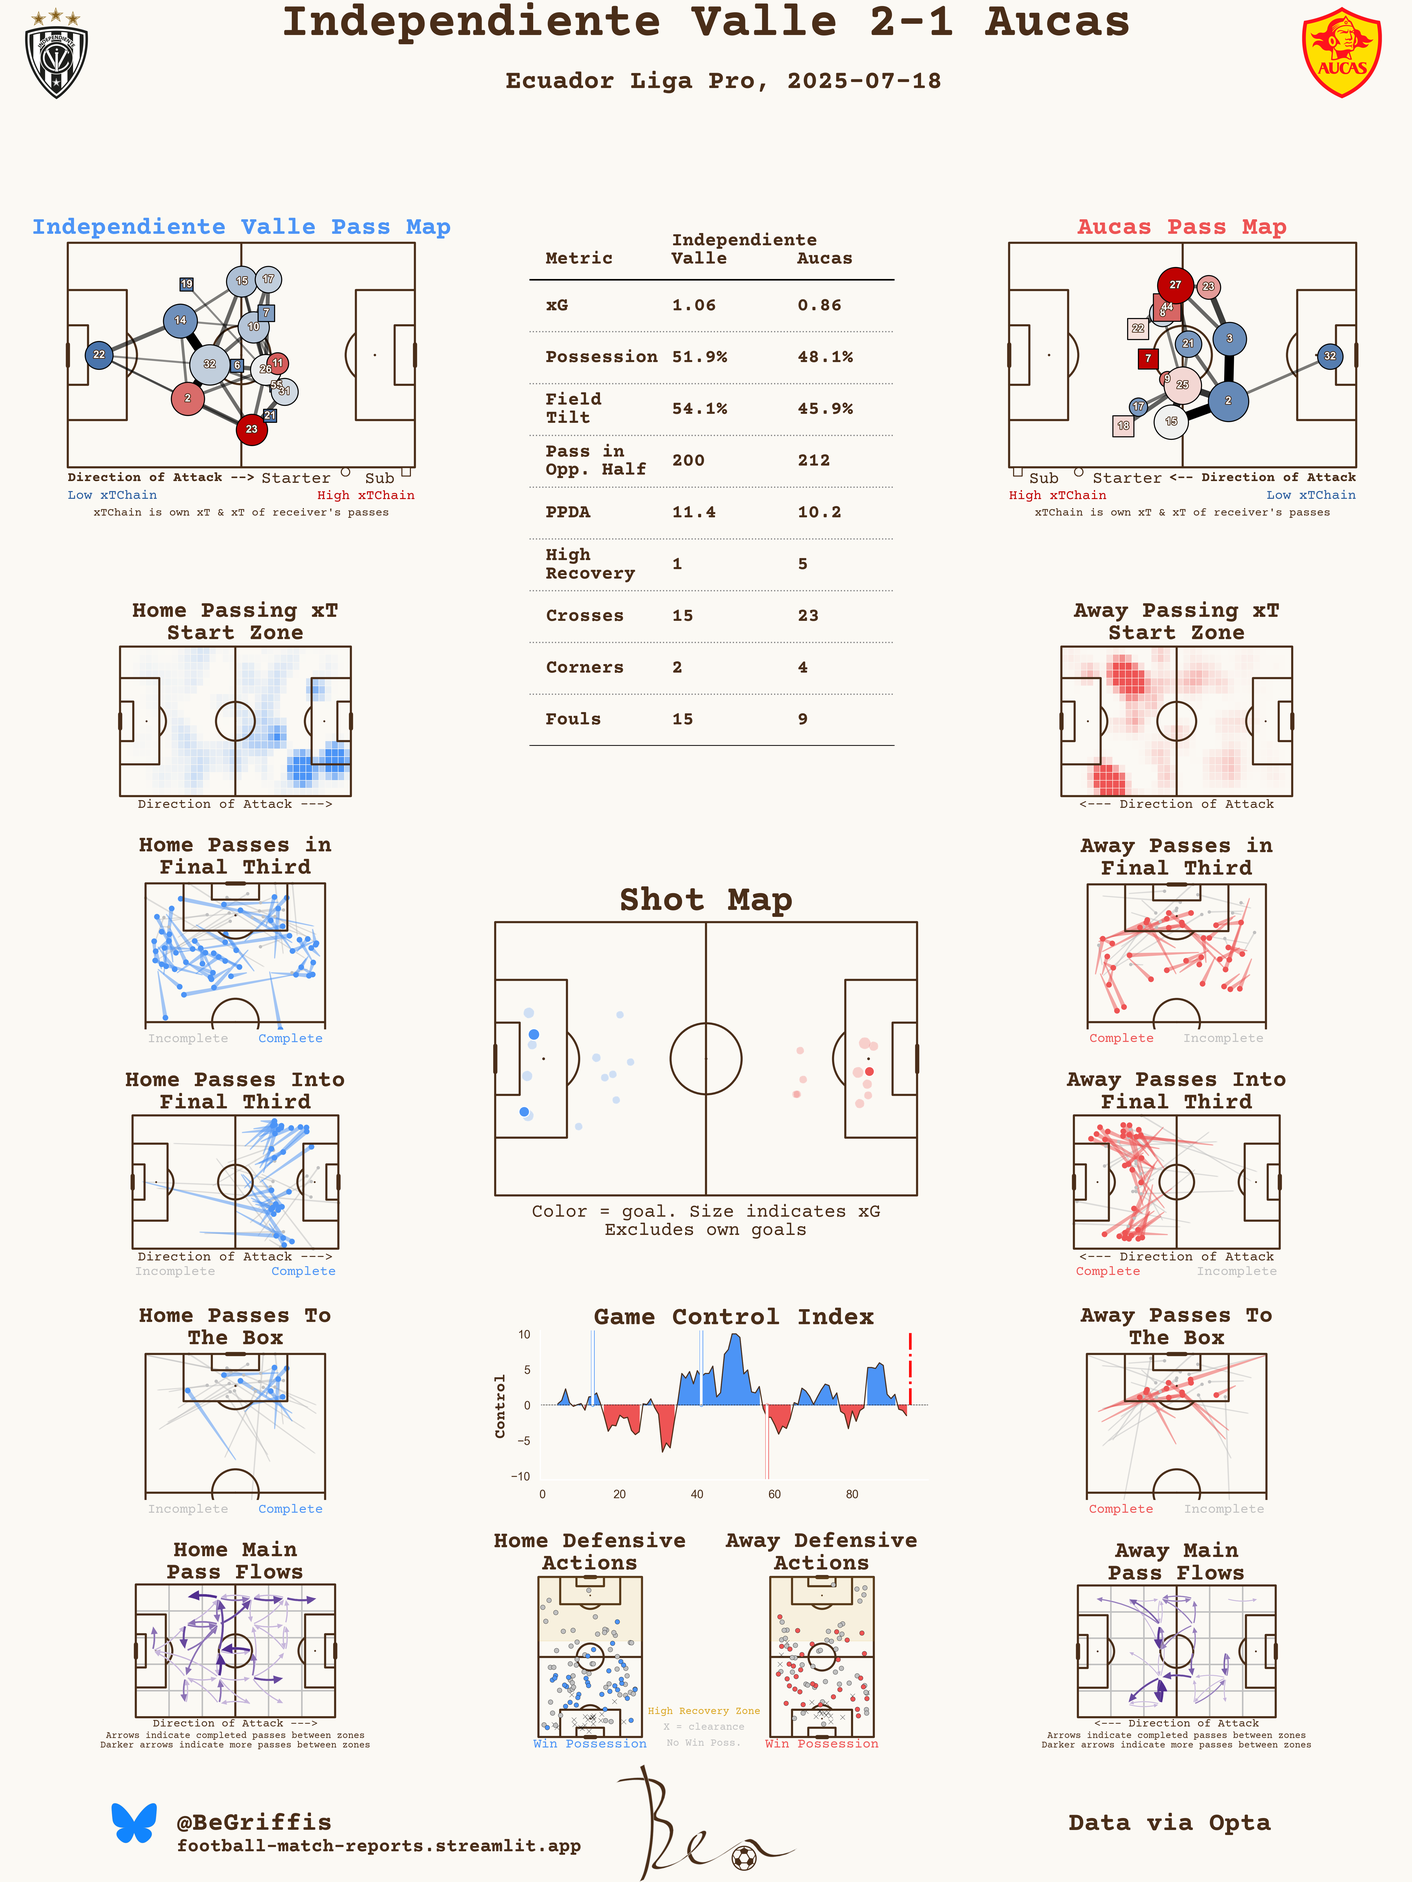 Independiente Valle 2-1 Aucas
Ecuador Liga Pro, 2025-07-18
INDEPENDIENTE
AUCAS
Independiente Valle Pass Map
19
15
17
7
14
10
22
32
6
26
11
55
31
2
21
23
Direction of Attack --> Starter Sub
Low xTChain High xTChain
xTChain is own xT & xT of receiver's passes
Metric Independiente Valle Aucas
xG 1.06 0.86
Possession 51.9% 48.1%
Field Tilt 54.1% 45.9%
Pass in Opp. Half 200 212
PPDA 11.4 10.2
High Recovery 1 5
Crosses 15 23
Corners 2 4
Fouls 15 9
Aucas Pass Map
27
23
44
8
22
21
3
7
32
9
25
17
2
18
15
Sub Starter <-- Direction of Attack
High xTChain Low xTChain
xTChain is own xT & xT of receiver's passes
Home Passing xT
Start Zone
Direction of Attack --->
Away Passing xT
Start Zone
<--- Direction of Attack
Home Passes in
Final Third
Incomplete Complete
Away Passes in
Final Third
Complete Incomplete
Shot Map
Color = goal. Size indicates xG
Excludes own goals
Home Passes Into
Final Third
Direction of Attack --->
Incomplete Complete
Away Passes Into
Final Third
<--- Direction of Attack
Complete Incomplete
Home Passes To
The Box
Incomplete Complete
Game Control Index
Control
10
5
0
−5
−10
0 20 40 60 80
Away Passes To
The Box
Complete Incomplete
Home Main
Pass Flows
Direction of Attack --->
Arrows indicate completed passes between zones
Darker arrows indicate more passes between zones
Home Defensive
Actions
Win Possession
Away Defensive
Actions
Win Possession
High Recovery Zone
X = clearance
No Win Poss.
Away Main
Pass Flows
<--- Direction of Attack
Arrows indicate completed passes between zones
Darker arrows indicate more passes between zones
@BeGriffis
football-match-reports.streamlit.app
Ben
Data via Opta